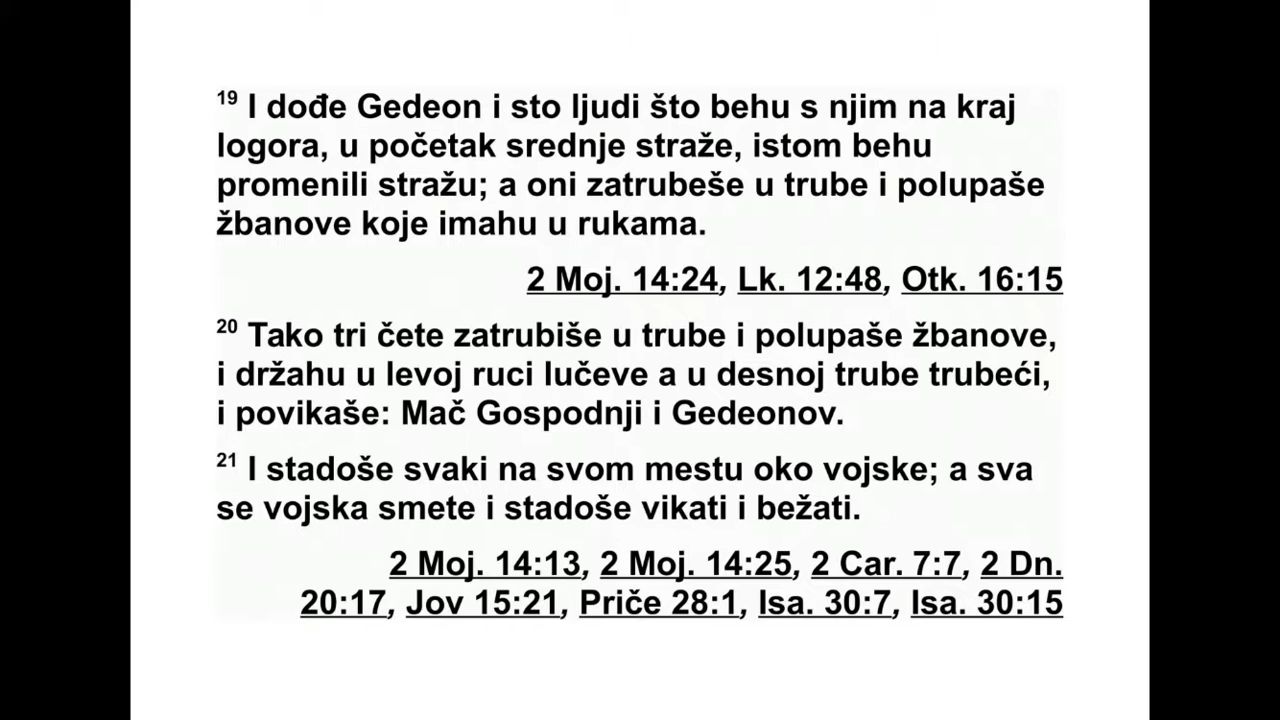 19 I dođe Gedeon i sto ljudi što behu s njim na kraj
logora, u početak srednje straže, istom behu
promenili stražu; a oni zatrubeše u trube i polupaše
žbanove koje imahu u rukama.
2 Moj. 14:24, Lk. 12:48, Otk. 16:15
20 Tako tri čete zatrubiše u trube i polupaše žbanove,
i držahu u levoj ruci lučeve a u desnoj trube trubeći,
i povikaše: Mač Gospodnji i Gedeonov.
21 I stadoše svaki na svom mestu oko vojske; a sva
se vojska smete i stadoše vikati i bežati.
2 Moj. 14:13, 2 Moj. 14:25, 2 Car. 7:7, 2 Dn.
20:17, Jov 15:21, Priče 28:1, Isa. 30:7, Isa. 30:15